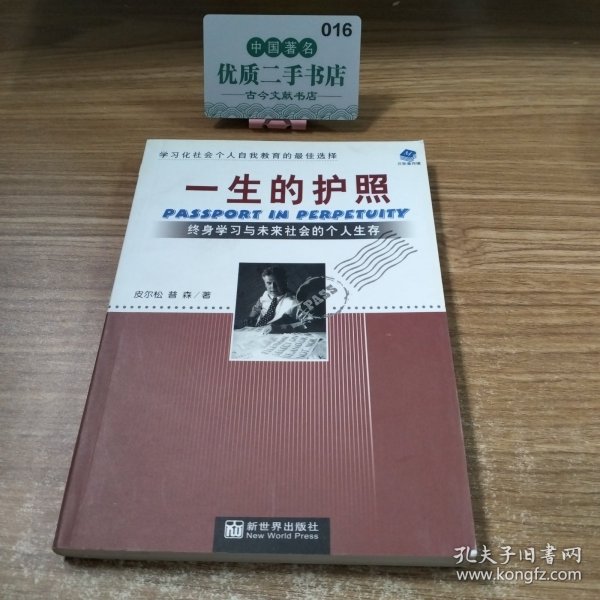 016
中国著名
优质二手书店
古今文献书店
学习化社会个人自我教育的最佳选择
一生的护照
PASSPORT IN PERPETUITY
终身学习与未来社会的个人生存
皮尔松 普 森/著
PASS
新世界出版社
New World Press
孔夫子旧书网
www.kongfz.com